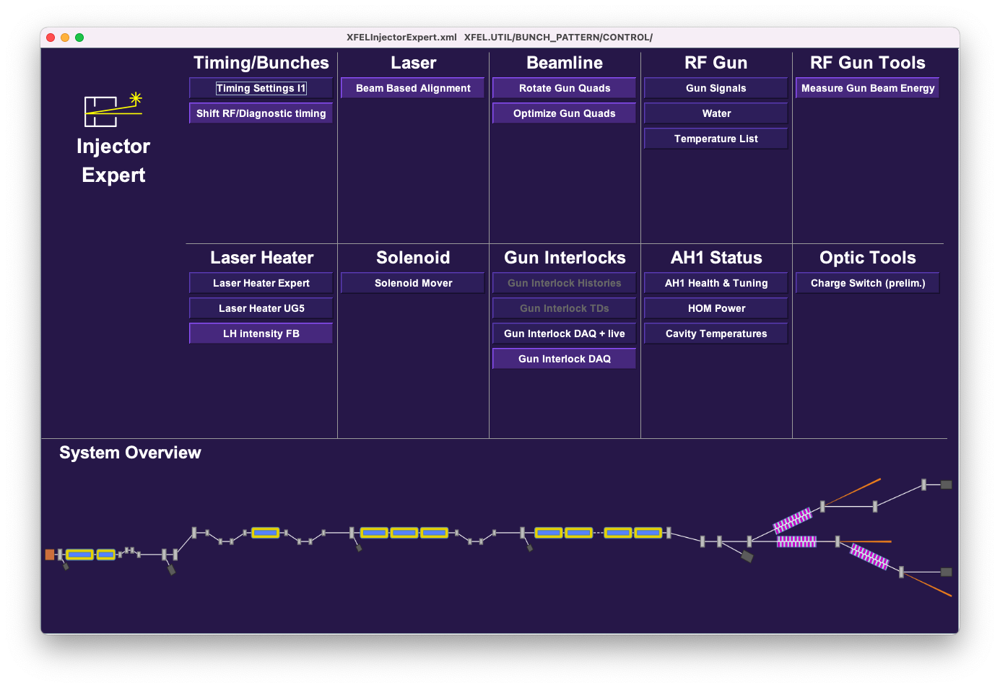 XFELInjectorExpert.xml XFEL.UTIL/BUNCH_PATTERN/CONTROL/
Injector
Expert
Timing/Bunches
Timing Settings I1
Shift RF/Diagnostic timing
Laser
Beam Based Alignment
Beamline
Rotate Gun Quads
Optimize Gun Quads
RF Gun
Gun Signals
Water
Temperature List
RF Gun Tools
Measure Gun Beam Energy
Laser Heater
Laser Heater Expert
Laser Heater UG5
LH intensity FB
Solenoid
Solenoid Mover
Gun Interlocks
Gun Interlock Histories
Gun Interlock TDs
Gun Interlock DAQ + live
Gun Interlock DAQ
AH1 Status
AH1 Health & Tuning
HOM Power
Cavity Temperatures
Optic Tools
Charge Switch (prelim.)
System Overview